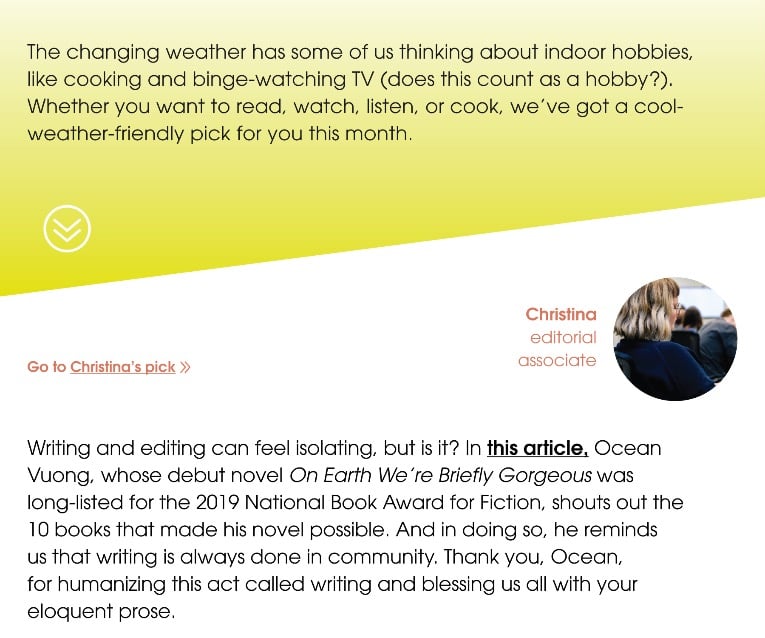 The changing weather has some of us thinking about indoor hobbies,
like cooking and binge-watching TV (does this count as a hobby?).
Whether you want to read, watch, listen, or cook, we've got a cool-
weather-friendly pick for you this month.
Christina
editorial
associate
Go to Christina's pick »
Writing and editing can feel isolating, but is it? In this article, Ocean
Vuong, whose debut novel On Earth We're Briefly Gorgeous was
long-listed for the 2019 National Book Award for Fiction, shouts out the
10 books that made his novel possible. And in doing so, he reminds
us that writing is always done in community. Thank you, Ocean,
for humanizing this act called writing and blessing us all with your
eloquent prose.